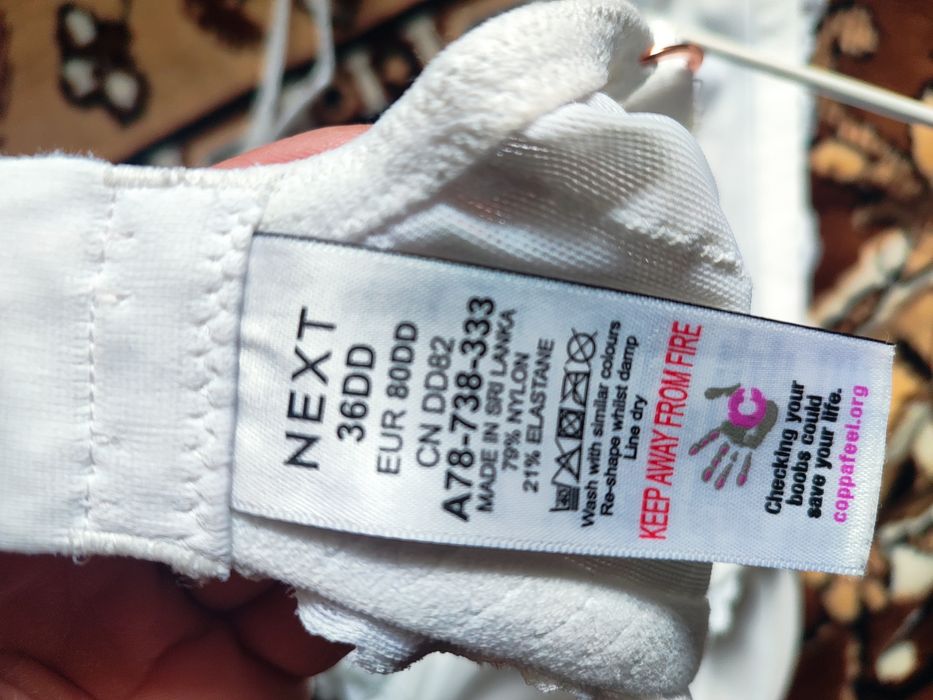 NEXT
36DD
EUR 80DD
CN DD82
A78-738-333
MADE IN SRI LANKA
79% NYLON
21% ELASTANE
Wash with similar colours
Re-shape whilst damp
Line dry
KEEP AWAY FROM FIRE
C
Checking your
boobs could
save your life.
coppafeel.org